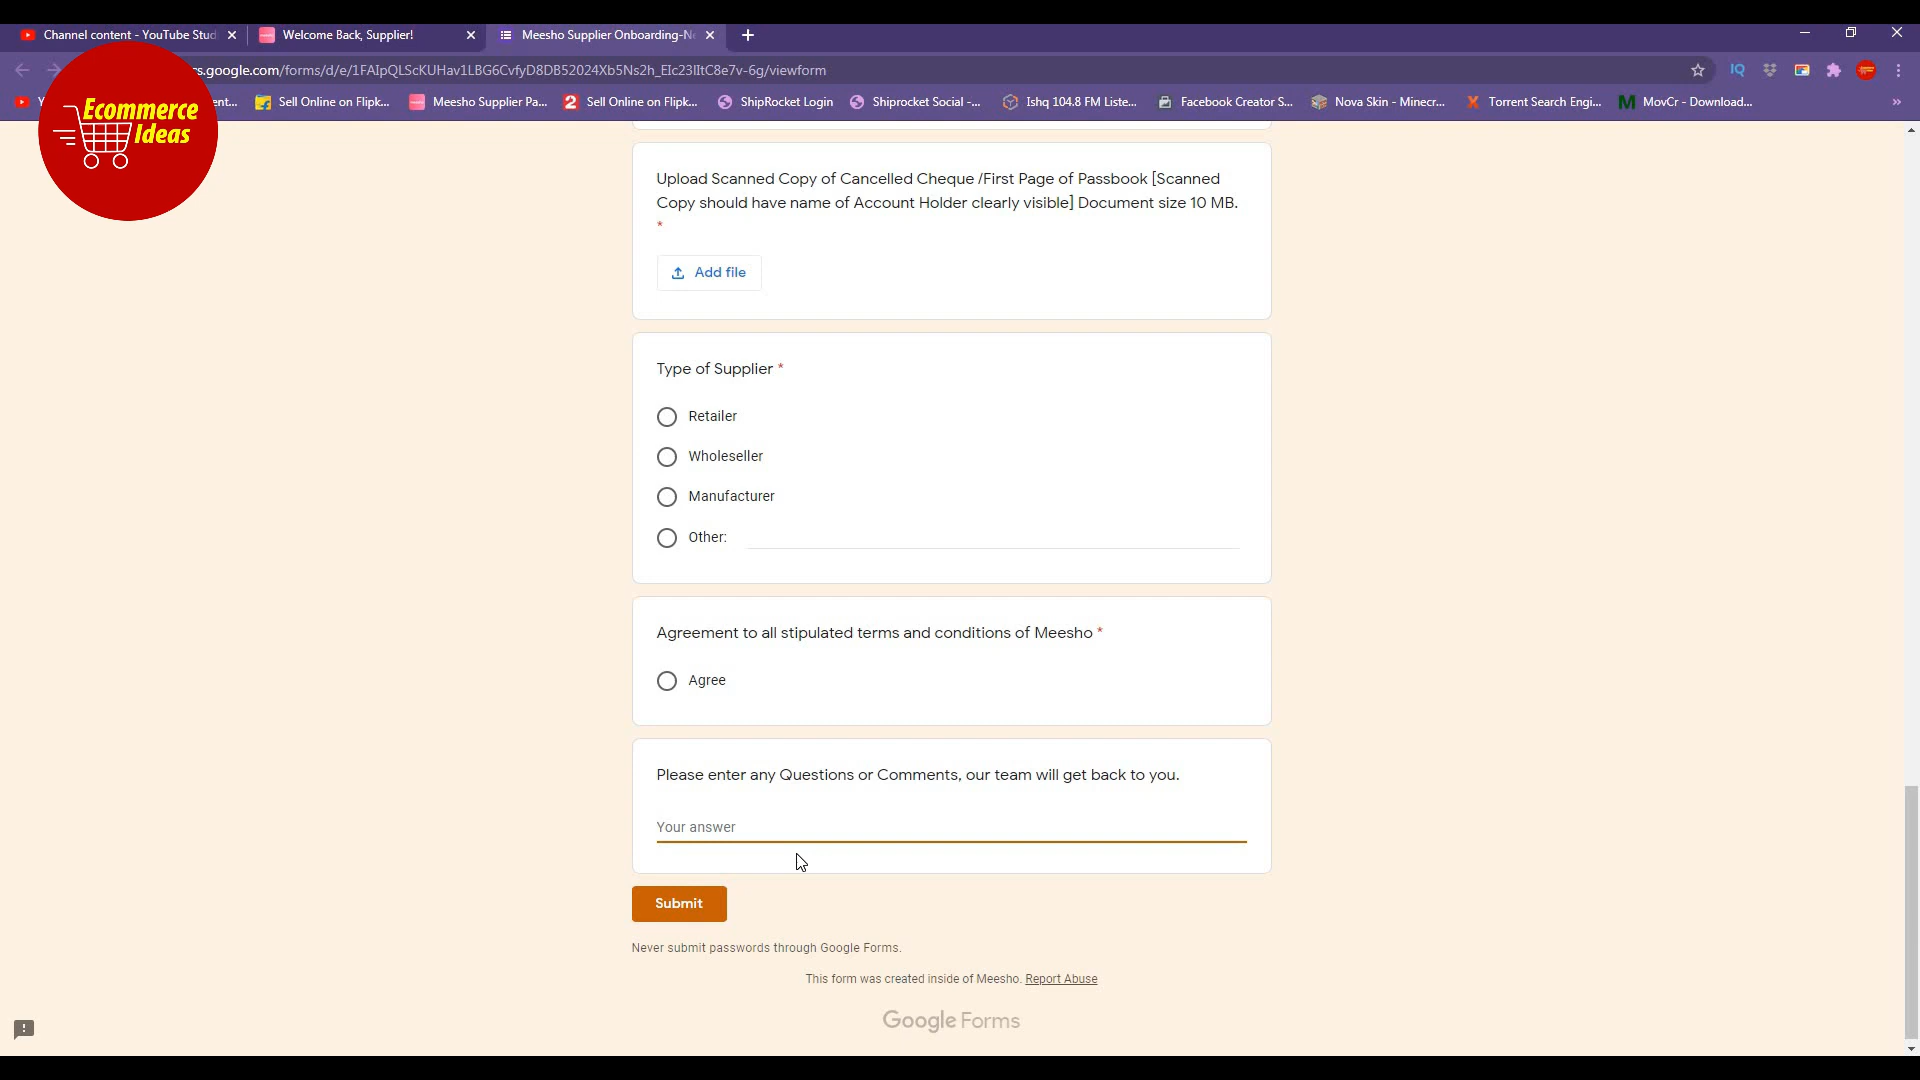 Channel content - YouTube Stud
Welcome Back, Supplier!
Meesho Supplier Onboarding-Ne
rs.google.com/forms/d/e/1FAIpQLScKUHav1LBG6CvfyD8DB52024Xb5Ns2h_EIc23lItC8e7v-6g/viewform
IQ
Sell Online on Flipk...
Meesho Supplier Pa...
Sell Online on Flipk...
ShipRocket Login
Shiprocket Social -...
Ishq 104.8 FM Liste...
Facebook Creator S...
Nova Skin - Minecr...
Torrent Search Engi...
MovCr - Download...
Ecommerce
Ideas
Upload Scanned Copy of Cancelled Cheque /First Page of Passbook [Scanned
Copy should have name of Account Holder clearly visible] Document size 10 MB.
*
Add file
Type of Supplier *
Retailer
Wholeseller
Manufacturer
Other:
Agreement to all stipulated terms and conditions of Meesho *
Agree
Please enter any Questions or Comments, our team will get back to you.
Your answer
Submit
Never submit passwords through Google Forms.
This form was created inside of Meesho. Report Abuse
Google Forms